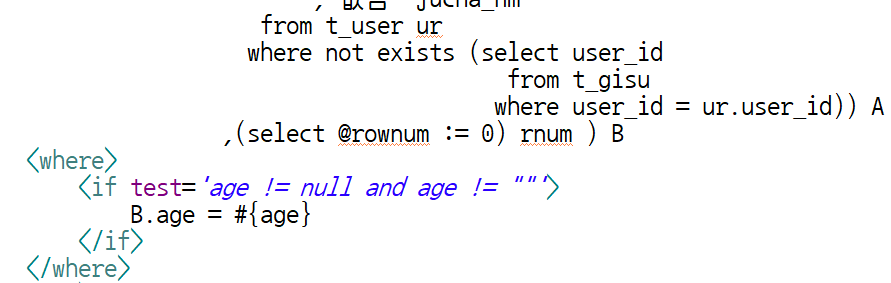 jucha_nm
from t_user ur
where not exists (select user_id
from t_gisu
where user_id = ur.user_id)) A
,(select @rownum := 0) rnum ) B
<where>
<if test='age != null and age != ""'>
B.age = #{age}
</if>
</where>